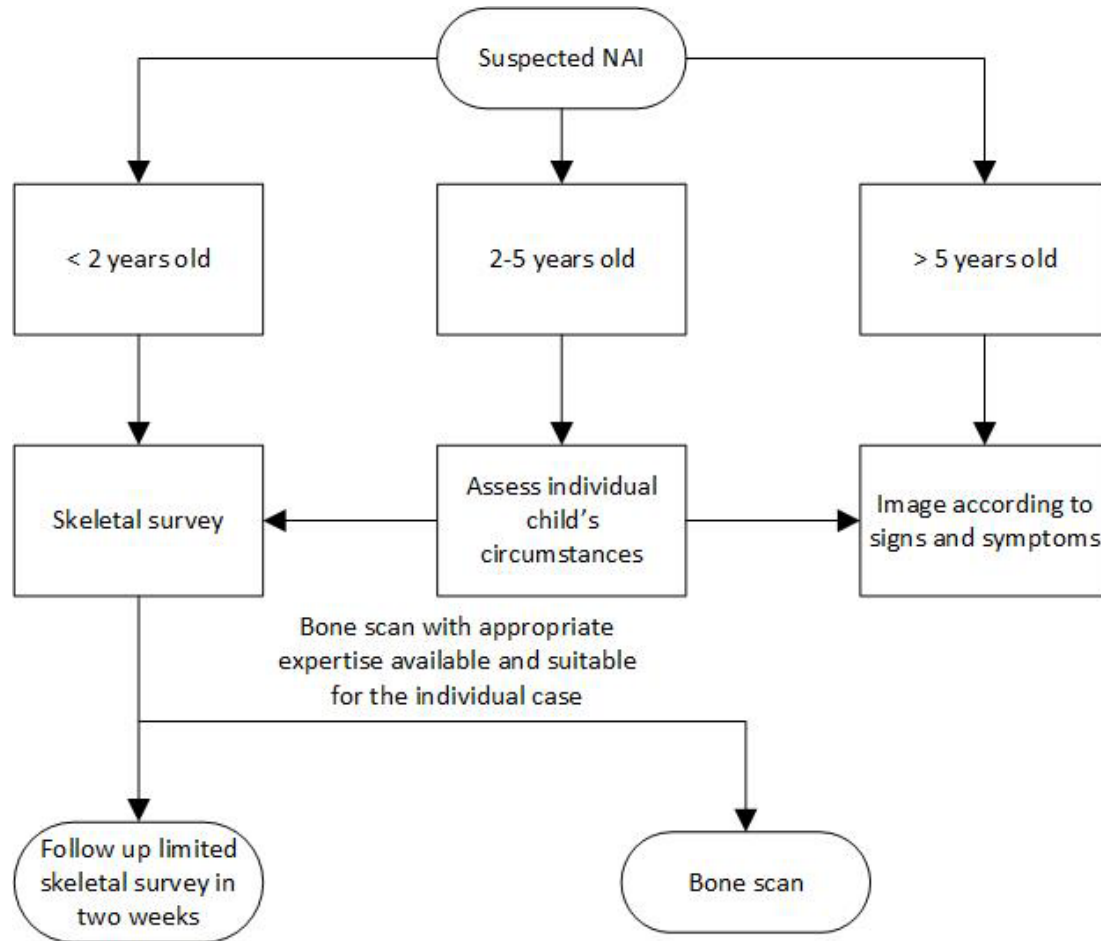 Suspected NAI
< 2 years old
2-5 years old
> 5 years old
Skeletal survey
Assess individual
child’s
circumstances
Image according to
signs and symptoms
Bone scan with appropriate
expertise available and suitable
for the individual case
Follow up limited
skeletal survey in
two weeks
Bone scan